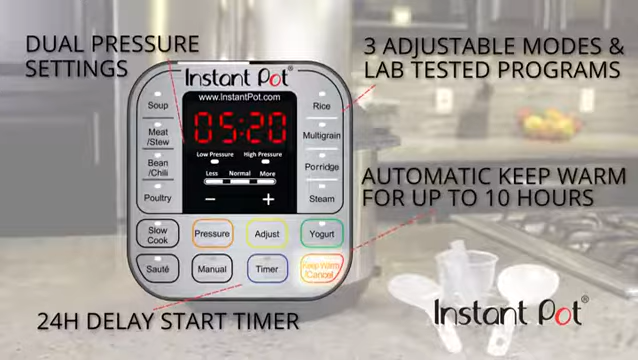 DUAL PRESSURE
SETTINGS
3 ADJUSTABLE MODES &
LAB TESTED PROGRAMS
Instant Pot®
www.InstantPot.com
05:20
Low Pressure High Pressure
Less Normal More
− +
Soup
Meat
/Stew
Bean
/Chili
Poultry
Rice
Multigrain
Porridge
Steam
AUTOMATIC KEEP WARM
FOR UP TO 10 HOURS
Slow
Cook
Pressure
Adjust
Yogurt
Sauté
Manual
Timer
Keep Warm
/Cancel
24H DELAY START TIMER
Instant Pot®